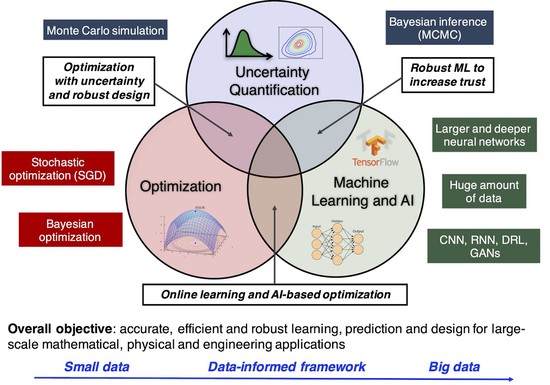 Monte Carlo simulation
Bayesian inference
(MCMC)
Optimization
with uncertainty
and robust design
Uncertainty
Quantification
Robust ML to
increase trust
TensorFlow
Larger and deeper
neural networks
Stochastic
optimization (SGD)
Optimization
Machine
Learning and AI
Huge amount
of data
Bayesian
optimization
CNN, RNN, DRL,
GANs
Online learning and AI-based optimization
Overall objective: accurate, efficient and robust learning, prediction and design for large-
scale mathematical, physical and engineering applications
Small data
Data-informed framework
Big data